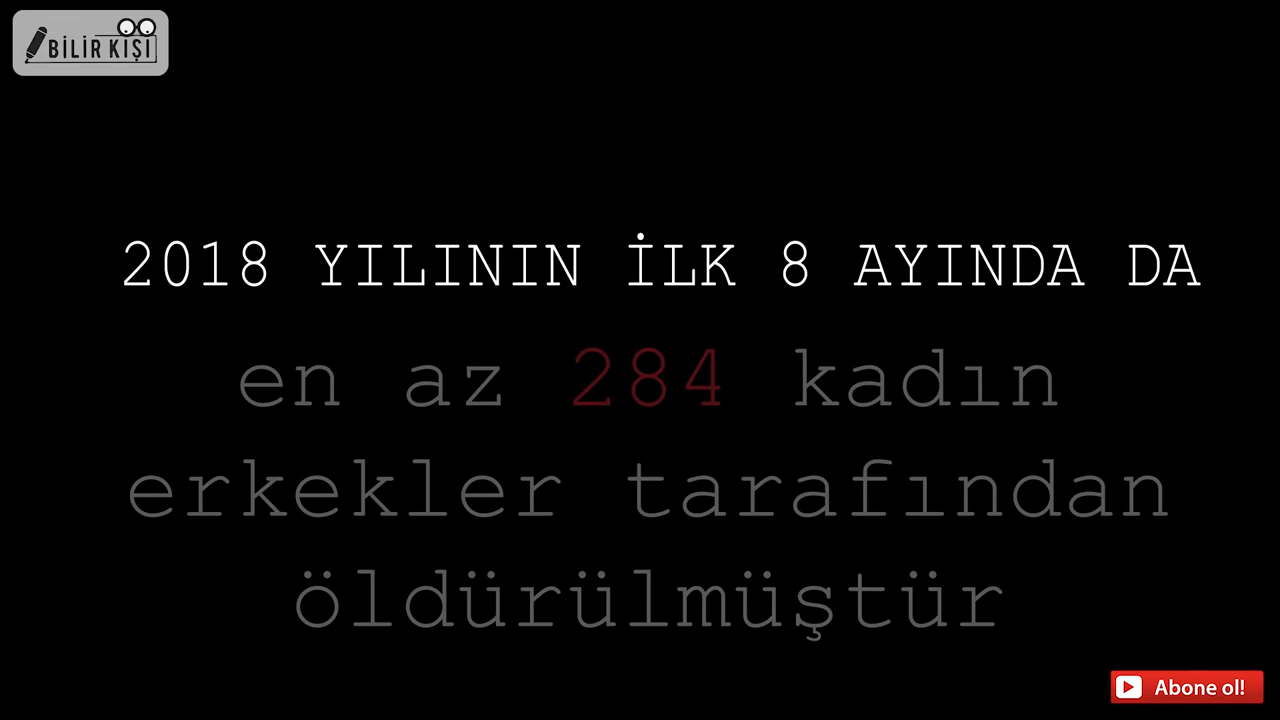 BİLİR KİŞİ
2018 YILININ İLK 8 AYINDA DA
en az 284 kadın
erkekler tarafından
öldürülmüştür
Abone ol!